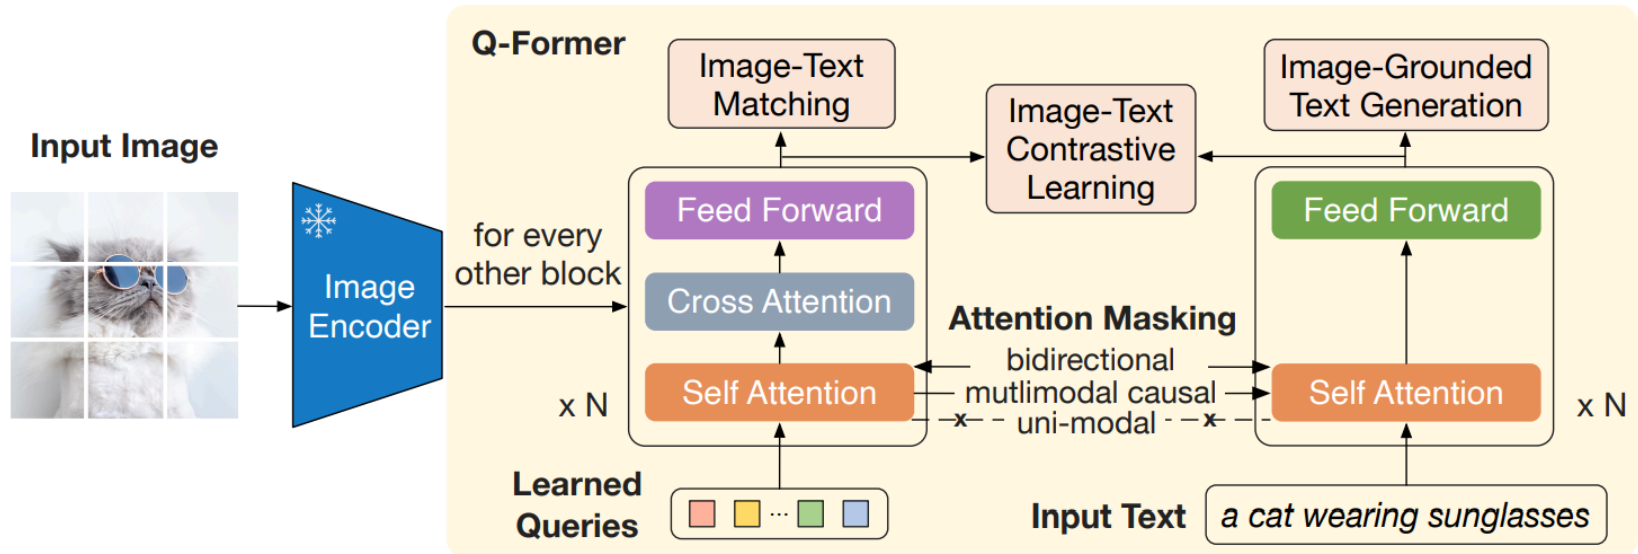 Q-Former
Input Image
Image-Text
Matching
Image-Text
Contrastive
Learning
Image-Grounded
Text Generation
Image
Encoder
for every
other block
Feed Forward
Cross Attention
Self Attention
x N
Attention Masking
bidirectional
mutlimodal causal
x uni-modal x
Feed Forward
Self Attention
x N
Learned
Queries
...
Input Text
a cat wearing sunglasses